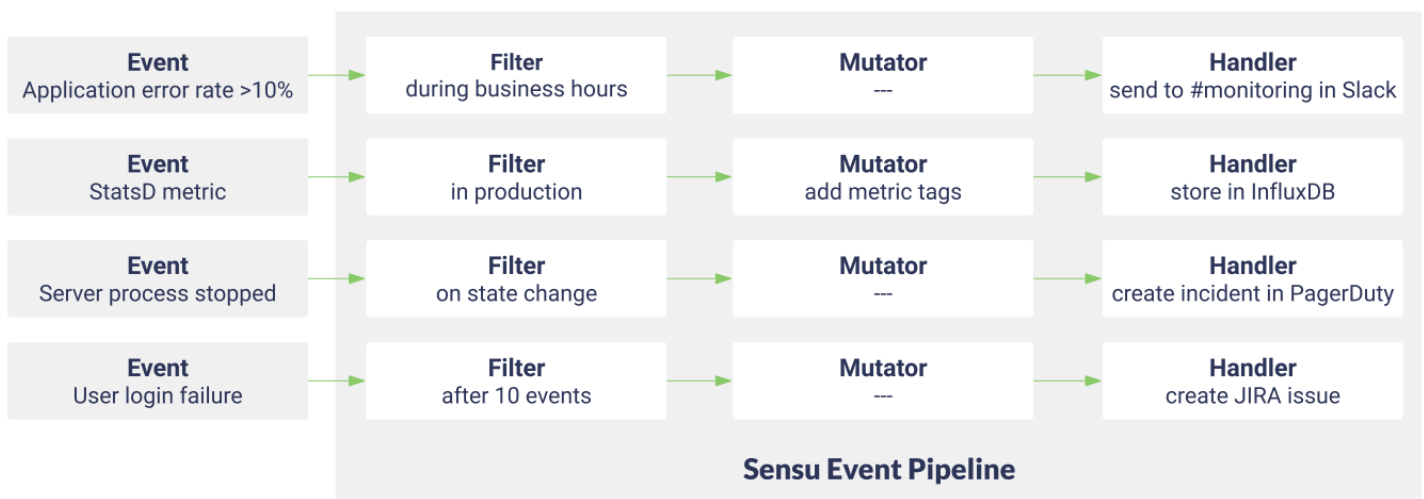 Event
Application error rate >10%
Filter
during business hours
Mutator
---
Handler
send to #monitoring in Slack
Event
StatsD metric
Filter
in production
Mutator
add metric tags
Handler
store in InfluxDB
Event
Server process stopped
Filter
on state change
Mutator
---
Handler
create incident in PagerDuty
Event
User login failure
Filter
after 10 events
Mutator
---
Handler
create JIRA issue
Sensu Event Pipeline